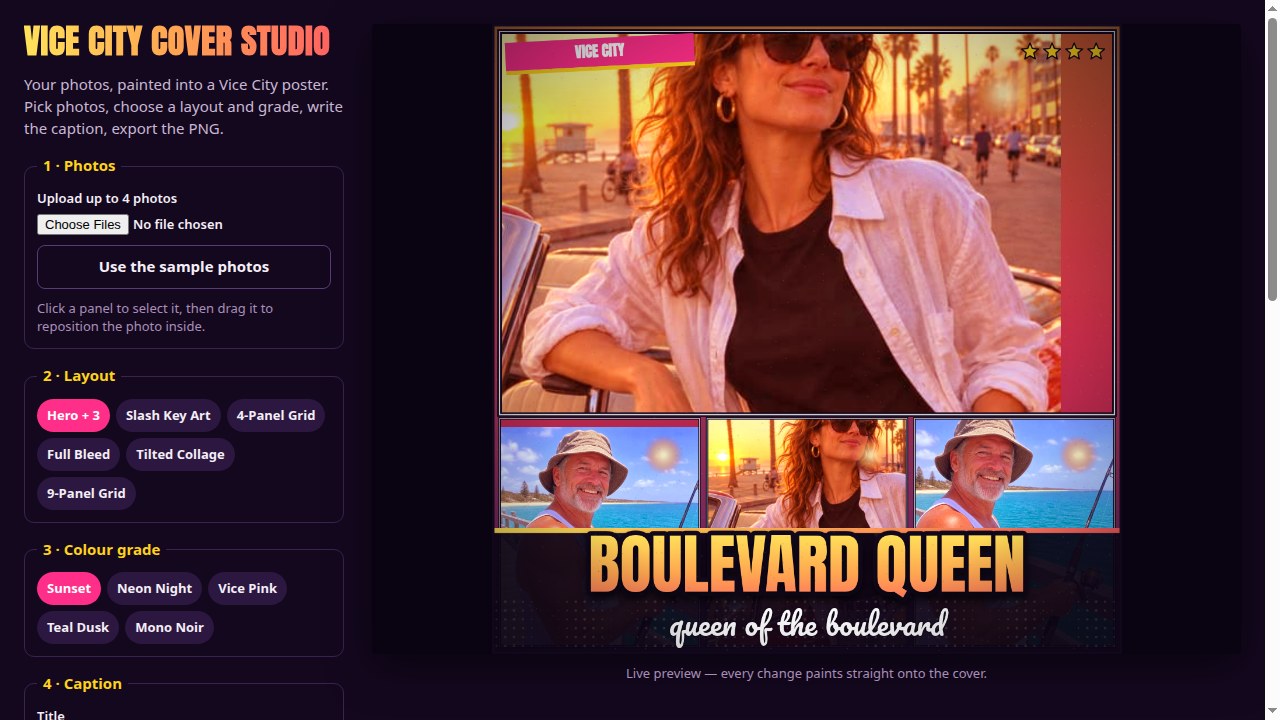 VICE CITY COVER STUDIO
Your photos, painted into a Vice City poster.
Pick photos, choose a layout and grade, write
the caption, export the PNG.
1 · Photos
Upload up to 4 photos
Choose Files No file chosen
Use the sample photos
Click a panel to select it, then drag it to
reposition the photo inside.
2 · Layout
Hero + 3 Slash Key Art 4-Panel Grid
Full Bleed Tilted Collage
9-Panel Grid
3 · Colour grade
Sunset Neon Night Vice Pink
Teal Dusk Mono Noir
4 · Caption
Title
VICE CITY
BOULEVARD QUEEN
queen of the boulevard
Live preview — every change paints straight onto the cover.